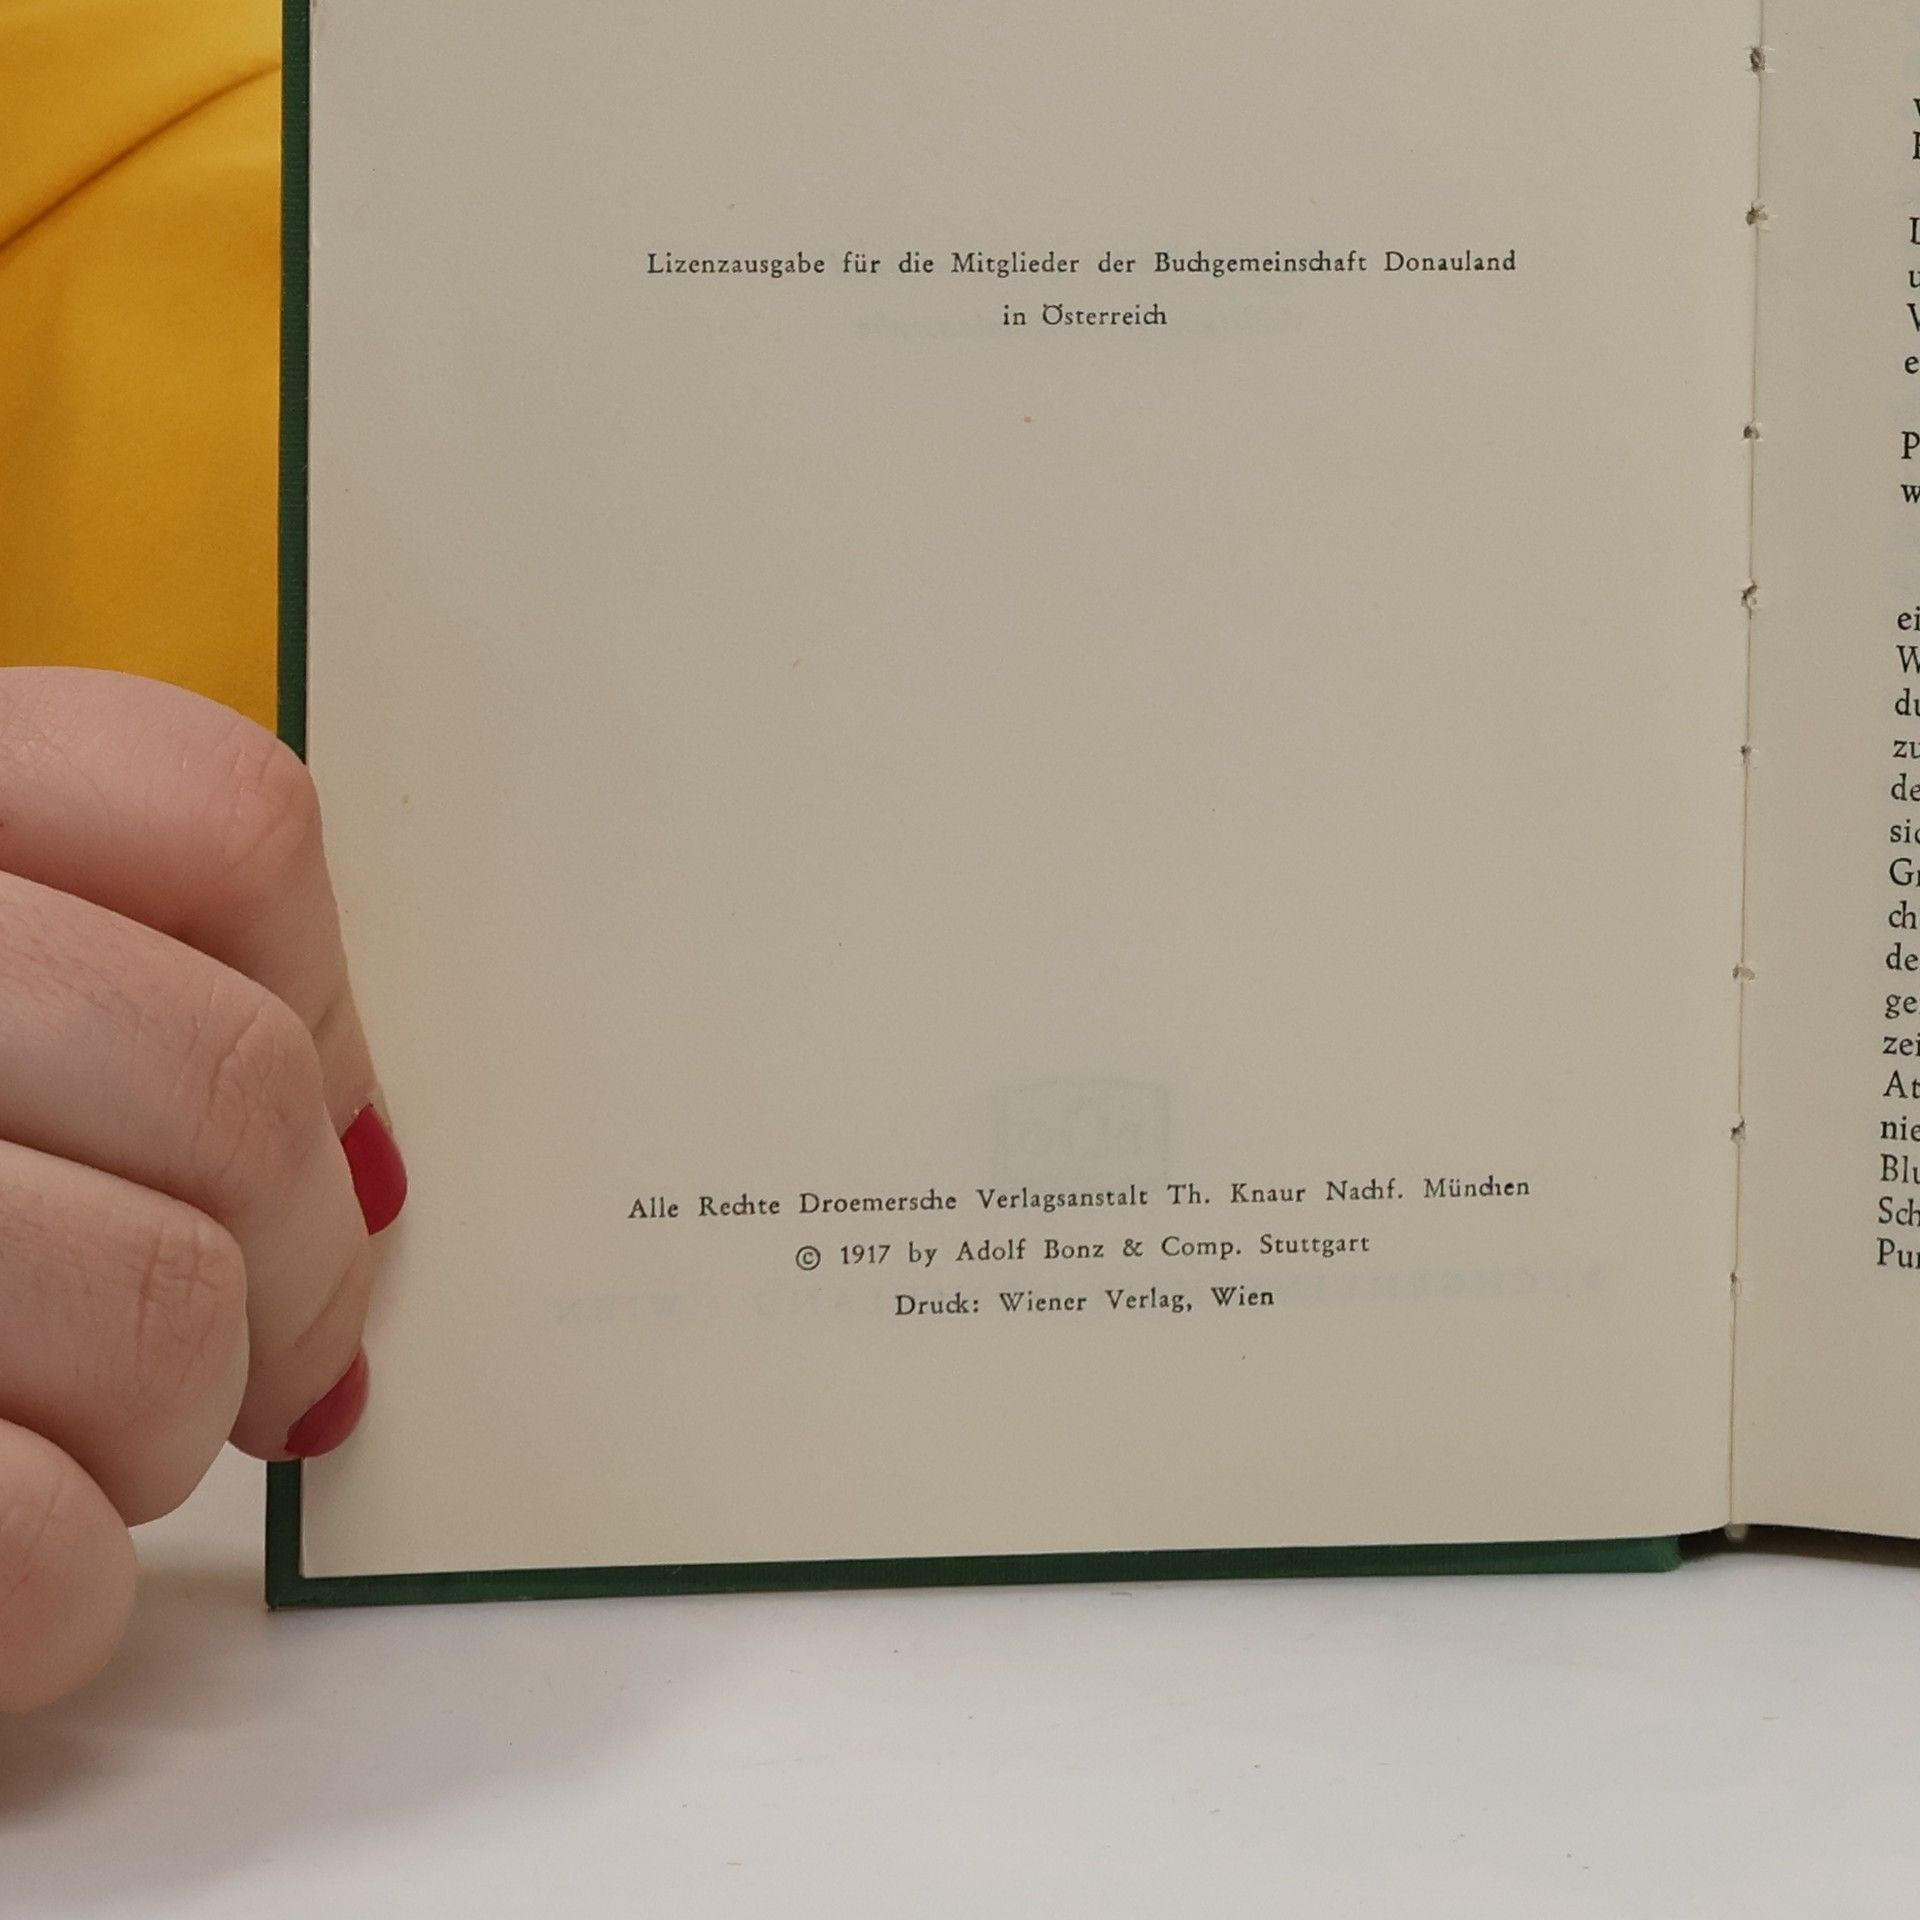 Lizenzausgabe für die Mitglieder der Buchgemeinschaft Donauland
in Österreich
Alle Rechte Droemersche Verlagsanstalt Th. Knaur Nachf. München
© 1917 by Adolf Bonz & Comp. Stuttgart
Druck: Wiener Verlag, Wien